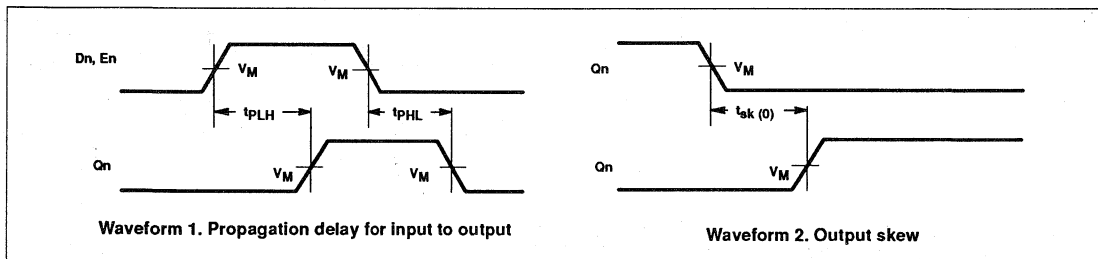 Dn, En
VM
VM
tPLH
tPHL
Qn
VM
VM
Waveform 1. Propagation delay for input to output
Qn
VM
tsk (0)
Qn
VM
Waveform 2. Output skew